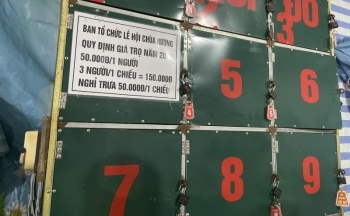 BAN TỔ CHỨC LỄ HỘI CHÙA HƯƠNG
QUY ĐỊNH GIÁ TRỌ NĂM 20
50.000Đ/1 NGƯỜI
3 NGƯỜI/1 CHIẾU = 150.000Đ
NGHỈ TRƯA 50.000Đ/1 CHIẾU
5
6
7
8
9